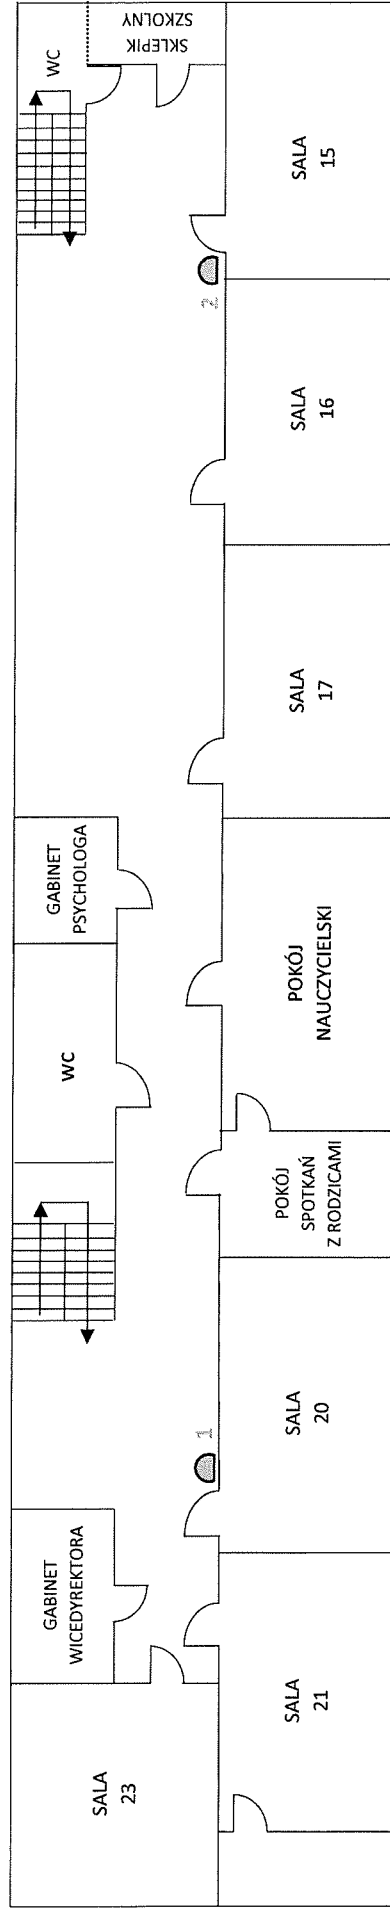 SALA
23
GABINET
WICEDYREKTORA
WC
GABINET
PSYCHOLOGA
WC
SKLEPIK
SZKOLNY
1
2
SALA
21
SALA
20
POKÓJ
SPOTKAŃ
Z RODZICAMI
POKÓJ
NAUCZYCIELSKI
SALA
17
SALA
16
SALA
15